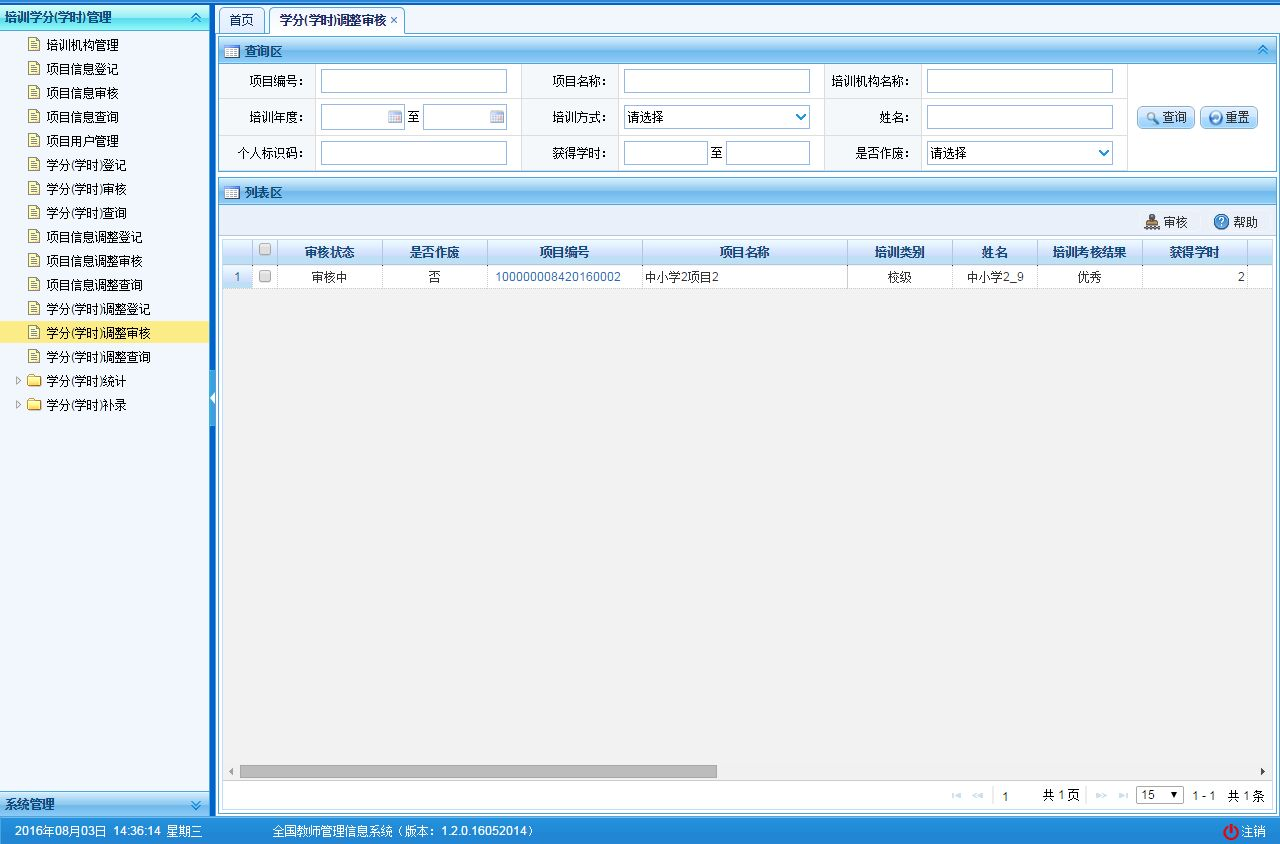 培训学分(学时)管理
培训机构管理
项目信息登记
项目信息审核
项目信息查询
项目用户管理
学分(学时)登记
学分(学时)审核
学分(学时)查询
项目信息调整登记
项目信息调整审核
项目信息调整查询
学分(学时)调整登记
学分(学时)调整审核
学分(学时)调整查询
学分(学时)统计
学分(学时)补录
系统管理
首页 学分(学时)调整审核 ×
查询区
项目编号： 项目名称： 培训机构名称：
培训年度： 至 培训方式： 请选择 姓名： 查询 重置
个人标识码： 获得学时： 至 是否作废： 请选择
列表区
审核 帮助
审核状态 是否作废 项目编号 项目名称 培训类别 姓名 培训考核结果 获得学时
1 审核中 否 100000008420160002 中小学2项目2 校级 中小学2_9 优秀 2
1 共 1 页 15 1 - 1 共 1 条
2016年08月03日 14:36:14 星期三 全国教师管理信息系统（版本：1.2.0.16052014） 注销